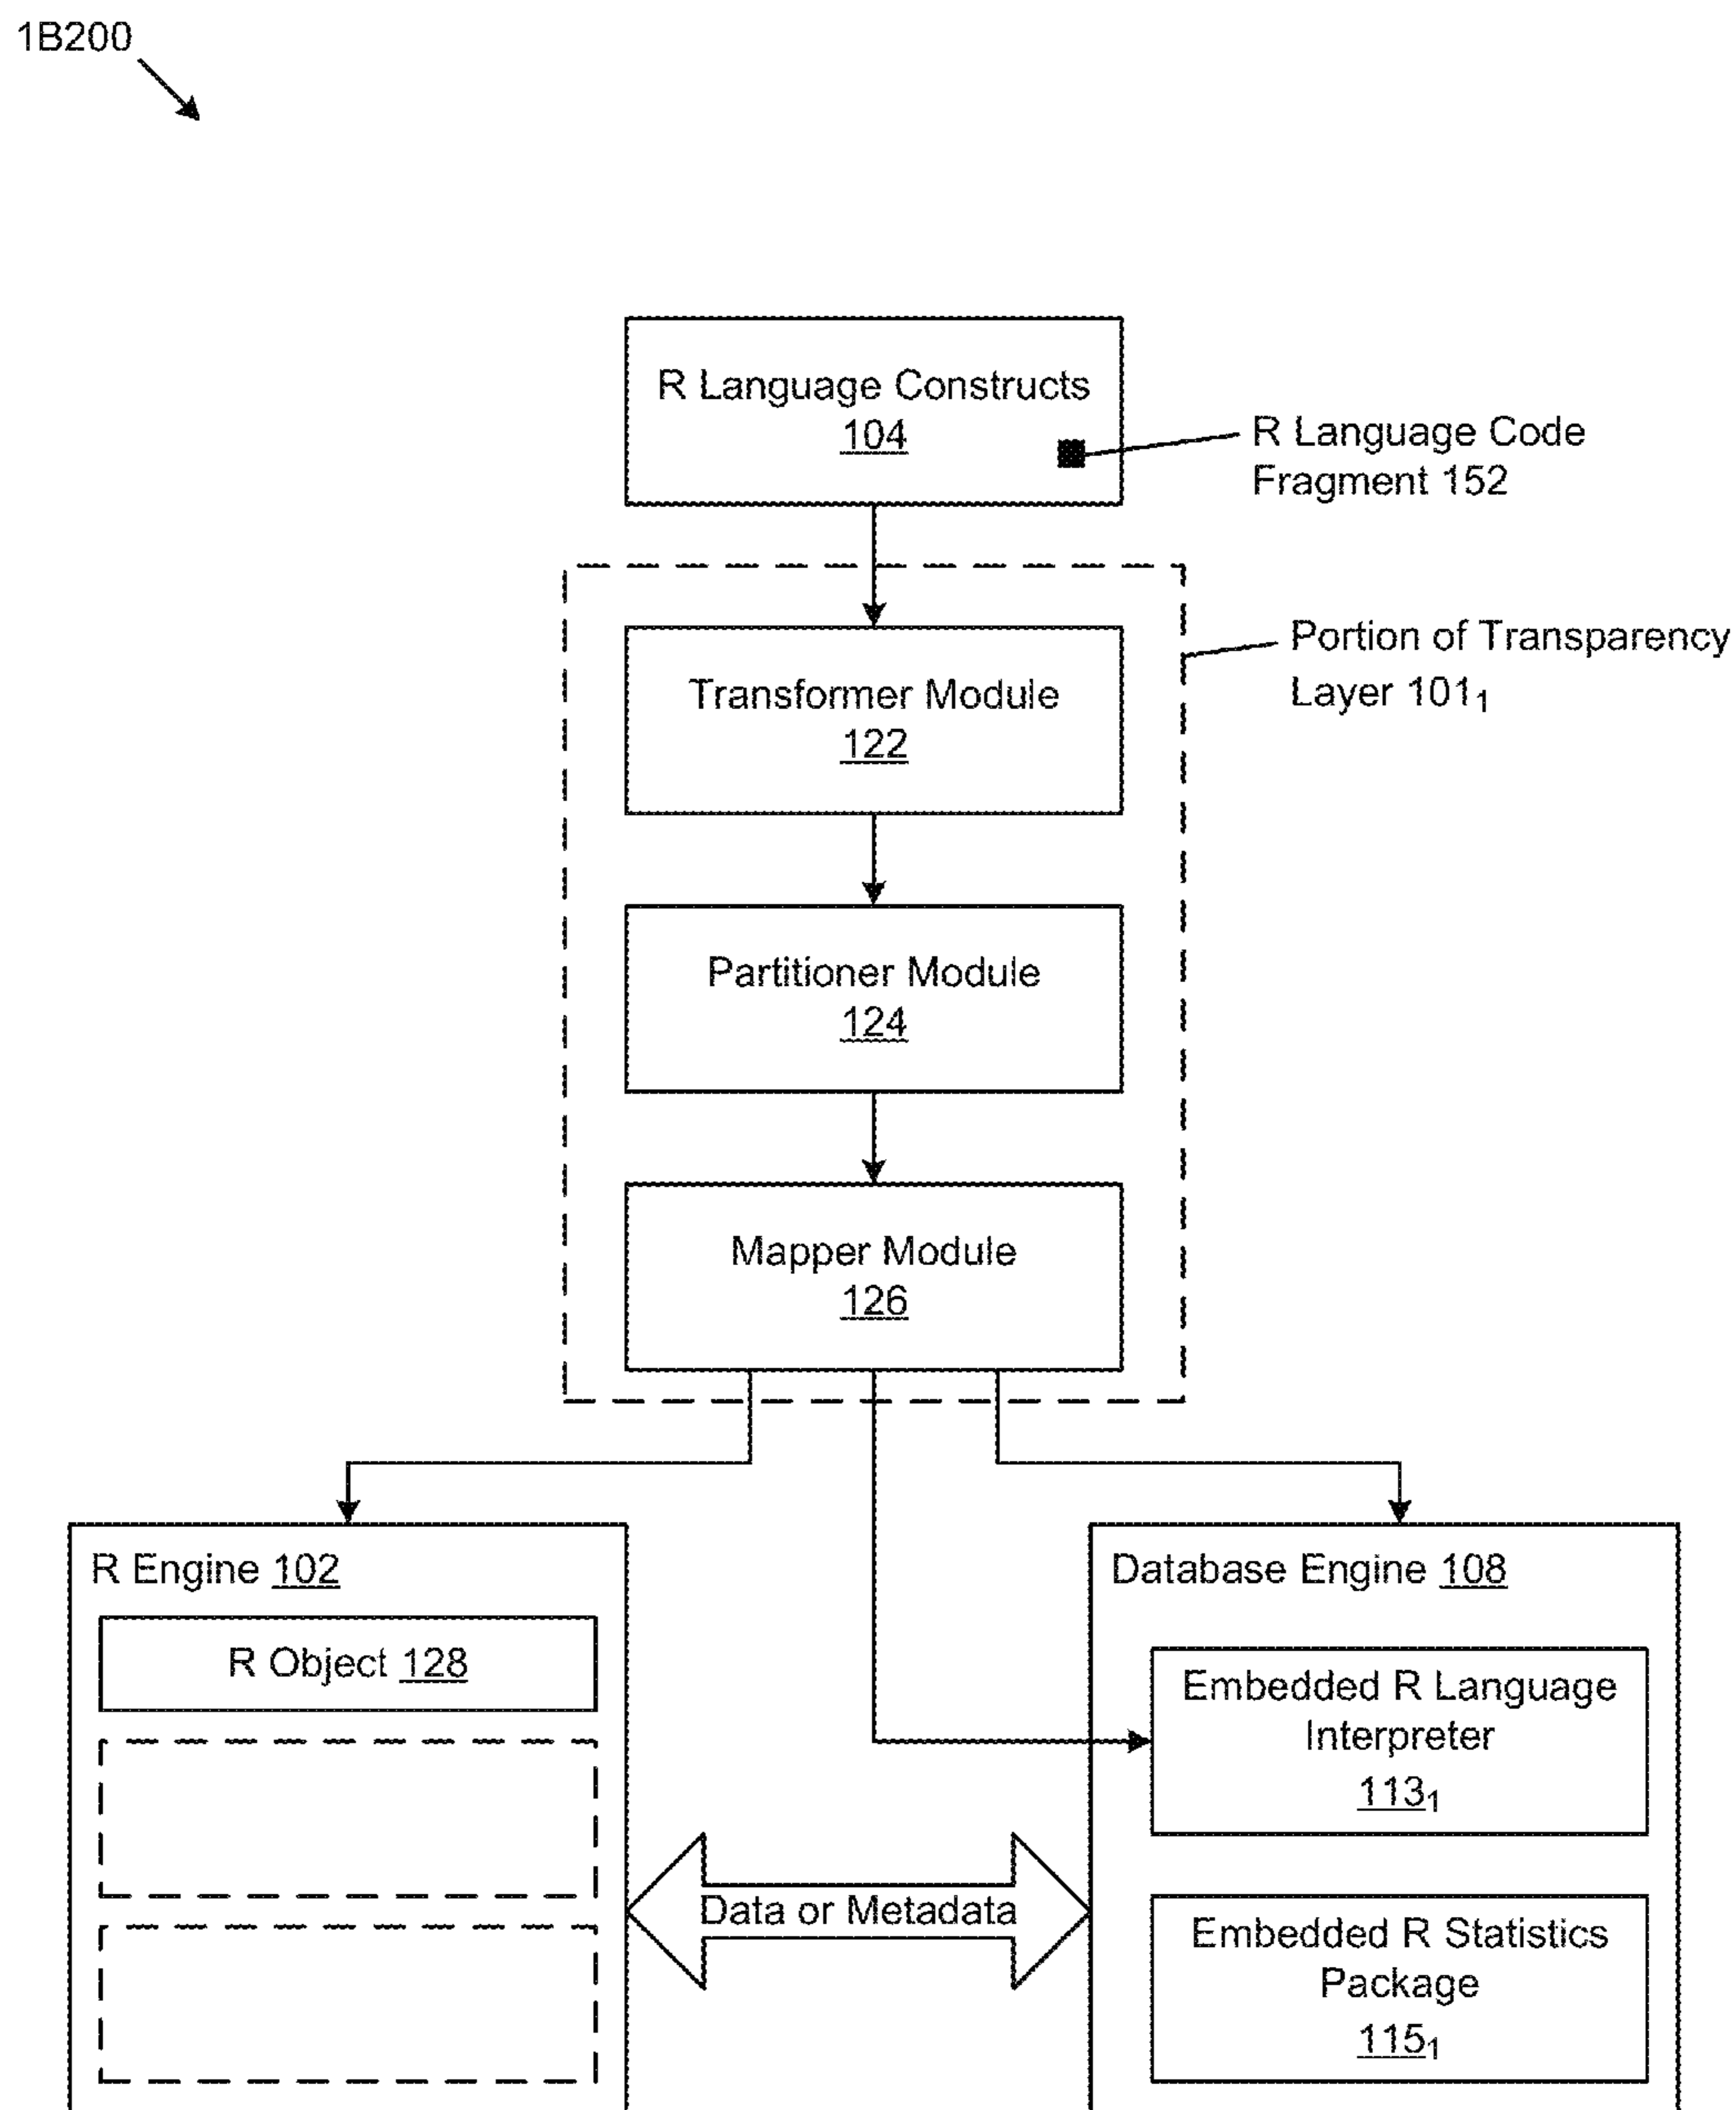 1B200
R Language Constructs
104
R Language Code
Fragment 152
Portion of Transparency
Layer 101₁
Transformer Module
122
Partitioner Module
124
Mapper Module
126
R Engine 102
R Object 128
Data or Metadata
Database Engine 108
Embedded R Language
Interpreter
113₁
Embedded R Statistics
Package
115₁